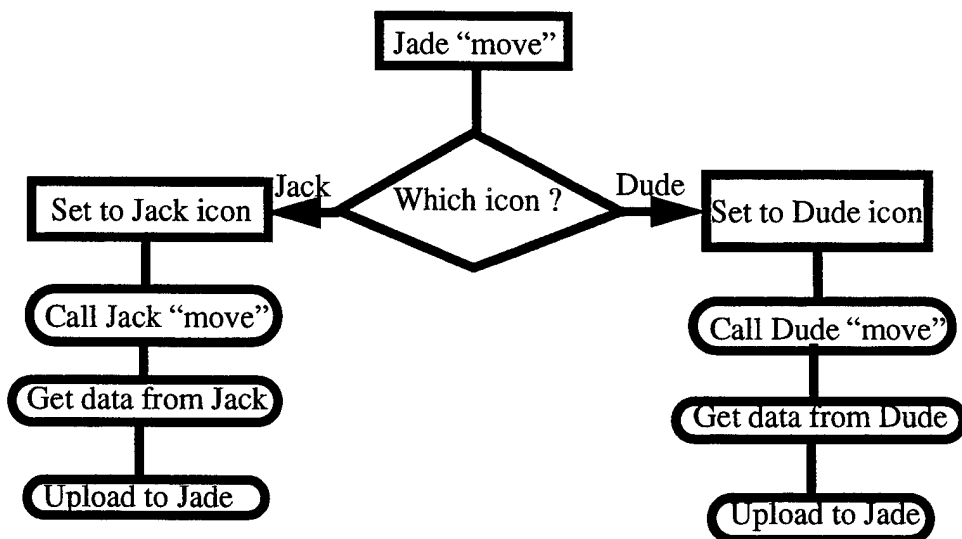 Jade “move”
Jack
Which icon ?
Dude
Set to Jack icon
Set to Dude icon
Call Jack “move”
Call Dude “move”
Get data from Jack
Get data from Dude
Upload to Jade
Upload to Jade